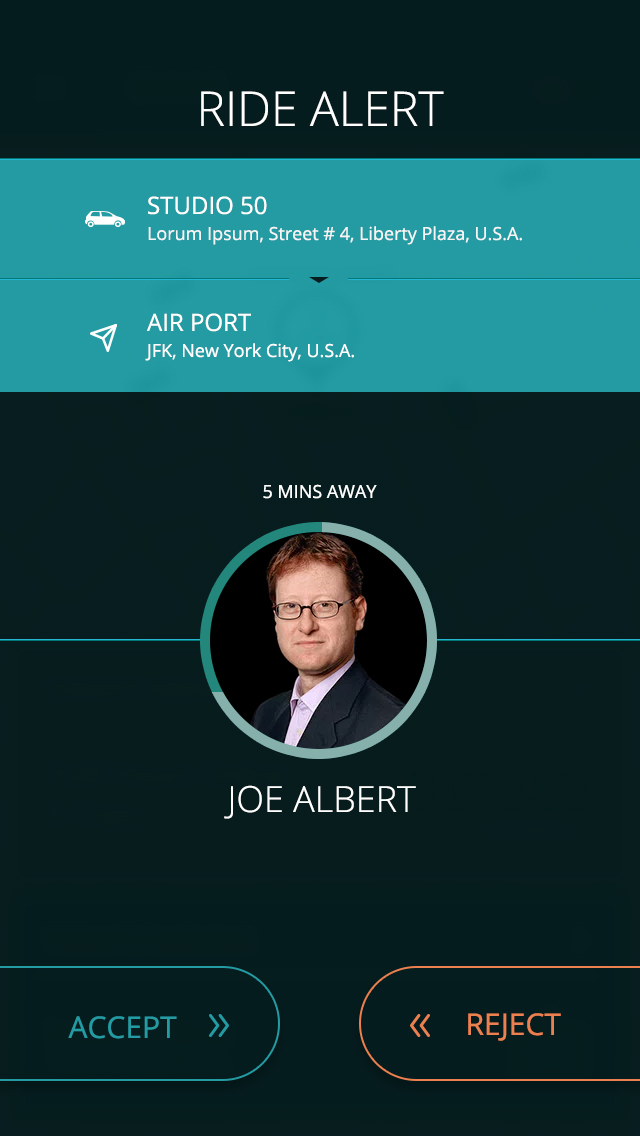 RIDE ALERT
STUDIO 50
Lorum Ipsum, Street # 4, Liberty Plaza, U.S.A.
AIR PORT
JFK, New York City, U.S.A.
5 MINS AWAY
JOE ALBERT
ACCEPT
REJECT